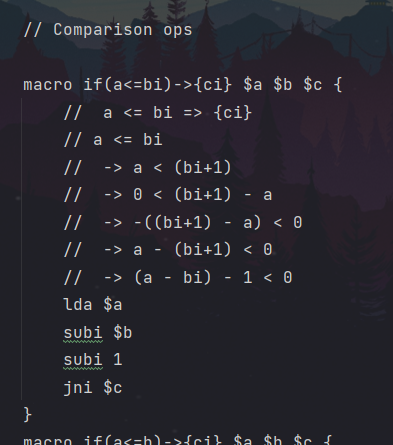 // Comparison ops
macro if(a<=bi)->{ci} $a $b $c {
//  a <= bi => {ci}
// a <= bi
//  -> a < (bi+1)
//  -> 0 < (bi+1) - a
//  -> -((bi+1) - a) < 0
//  -> a - (bi+1) < 0
//  -> (a - bi) - 1 < 0
lda $a
subi $b
subi 1
jni $c
}
macro if(a<=b)->{ci} $a $b $c {